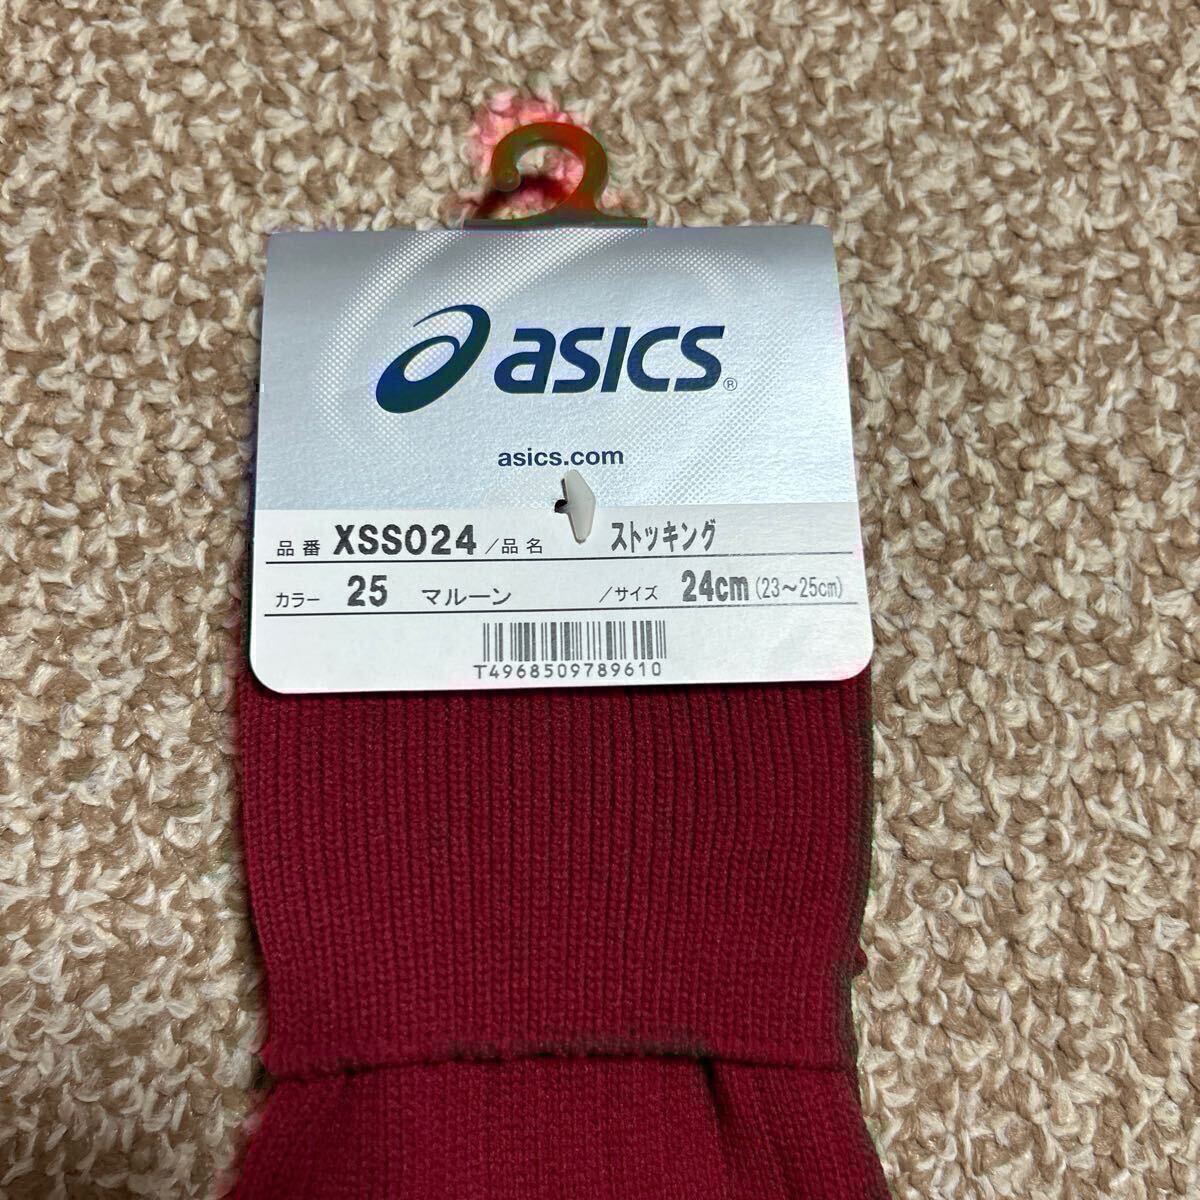 asics®
asics.com
品番 XSS024 /品名 ストッキング
カラー 25 マルーン /サイズ 24cm (23〜25cm)
T4968509789610